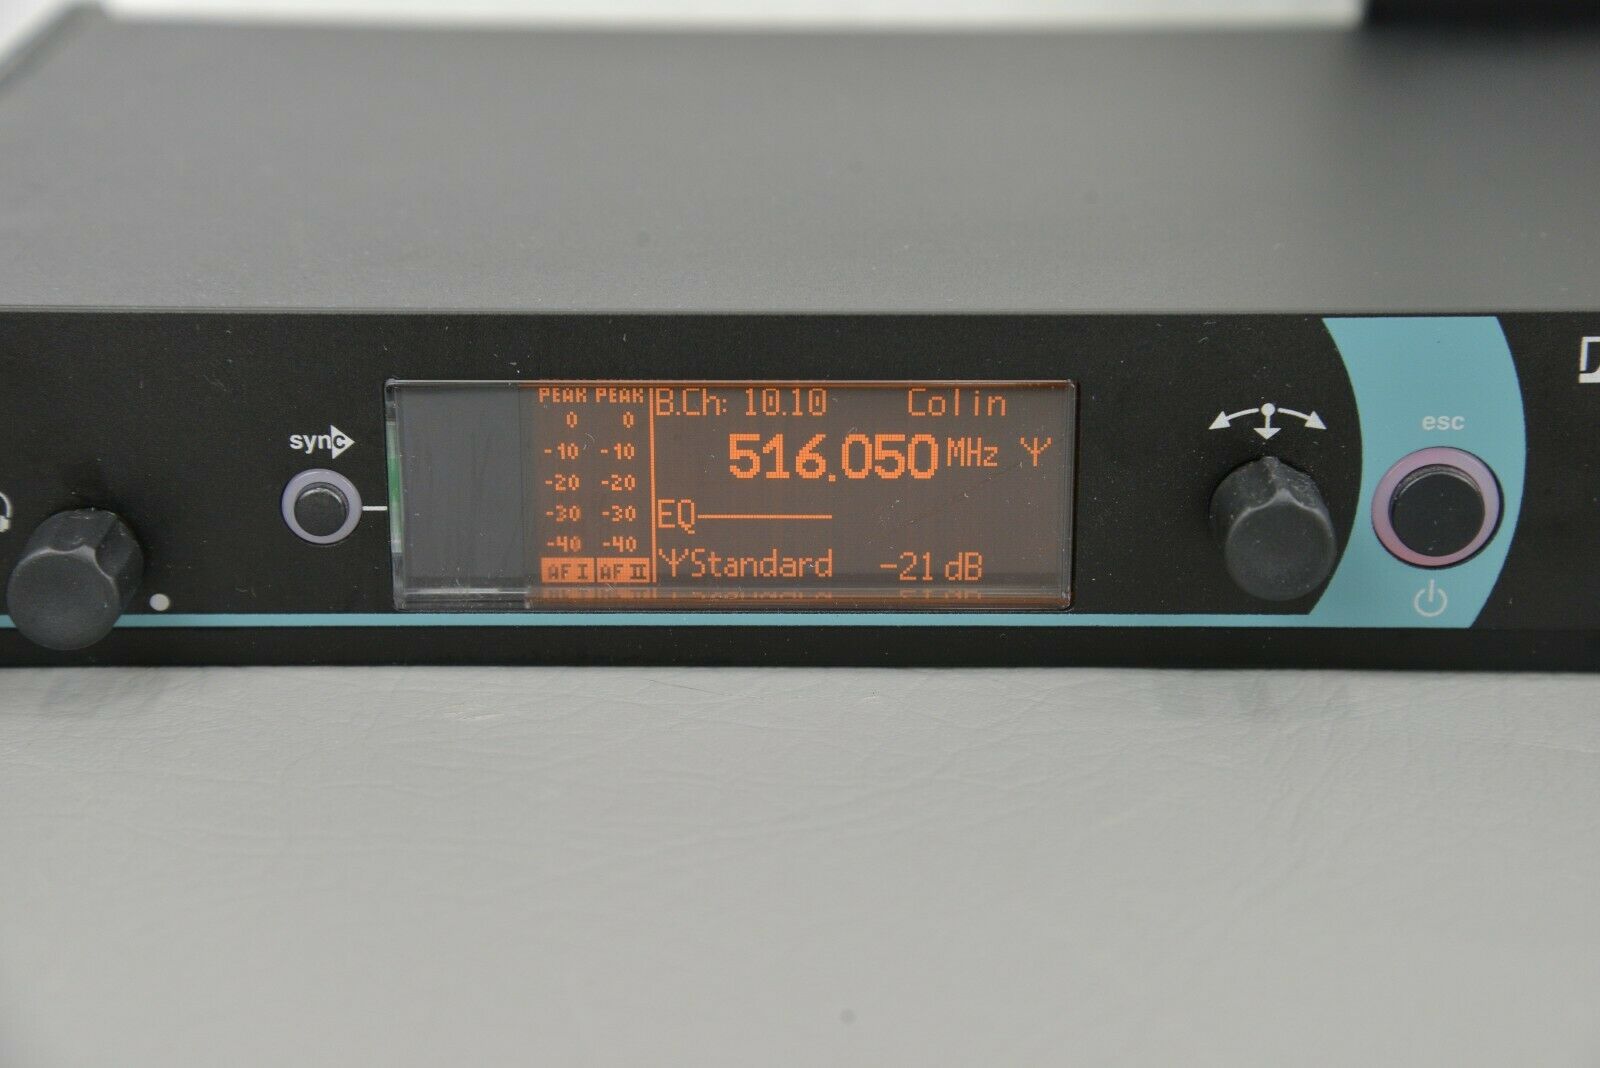 sync
PEAK PEAK
0 0
-10 -10
-20 -20
-30 -30
-40 -40
AF I AF II
B.Ch: 10.10 Colin
516.050 MHz
EQ
Standard -21 dB
esc